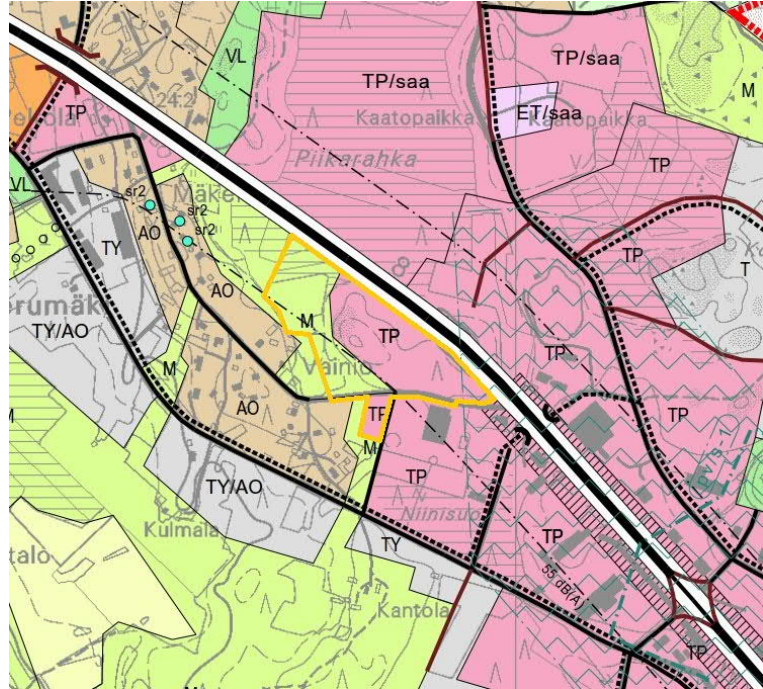 VL
TP/saa
TP/saa
M
TP
242
Kaatopaikka
ET/saa
Kaatopaikka
Piikarahka
TP
VL
sr2
sr2
sr2
AO
TY
TP
T
AO
TY/AO
M
M
TP
Vainio
TP
AO
TP
TP
M
TY/AO
TP
Niinisuo
Kulmala
TY
TP
55 dB(A)
Kantola
TP